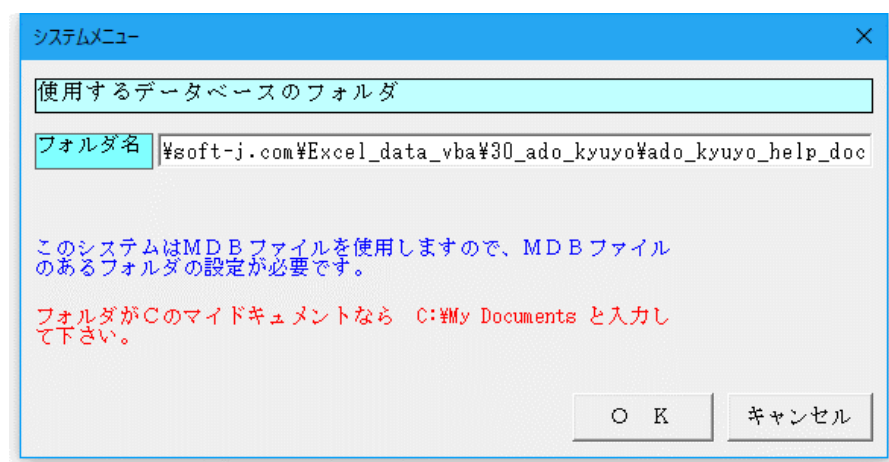 システムメニュー
使用するデータベースのフォルダ
フォルダ名 ¥soft-j.com¥Excel_data_vba¥30_ado_kyuyo¥ado_kyuyo_help_doc
このシステムはＭＤＢファイルを使用しますので、ＭＤＢファイル
のあるフォルダの設定が必要です。
フォルダがＣのマイドキュメントなら　C:¥My Documents と入力し
て下さい。
Ｏ　Ｋ キャンセル